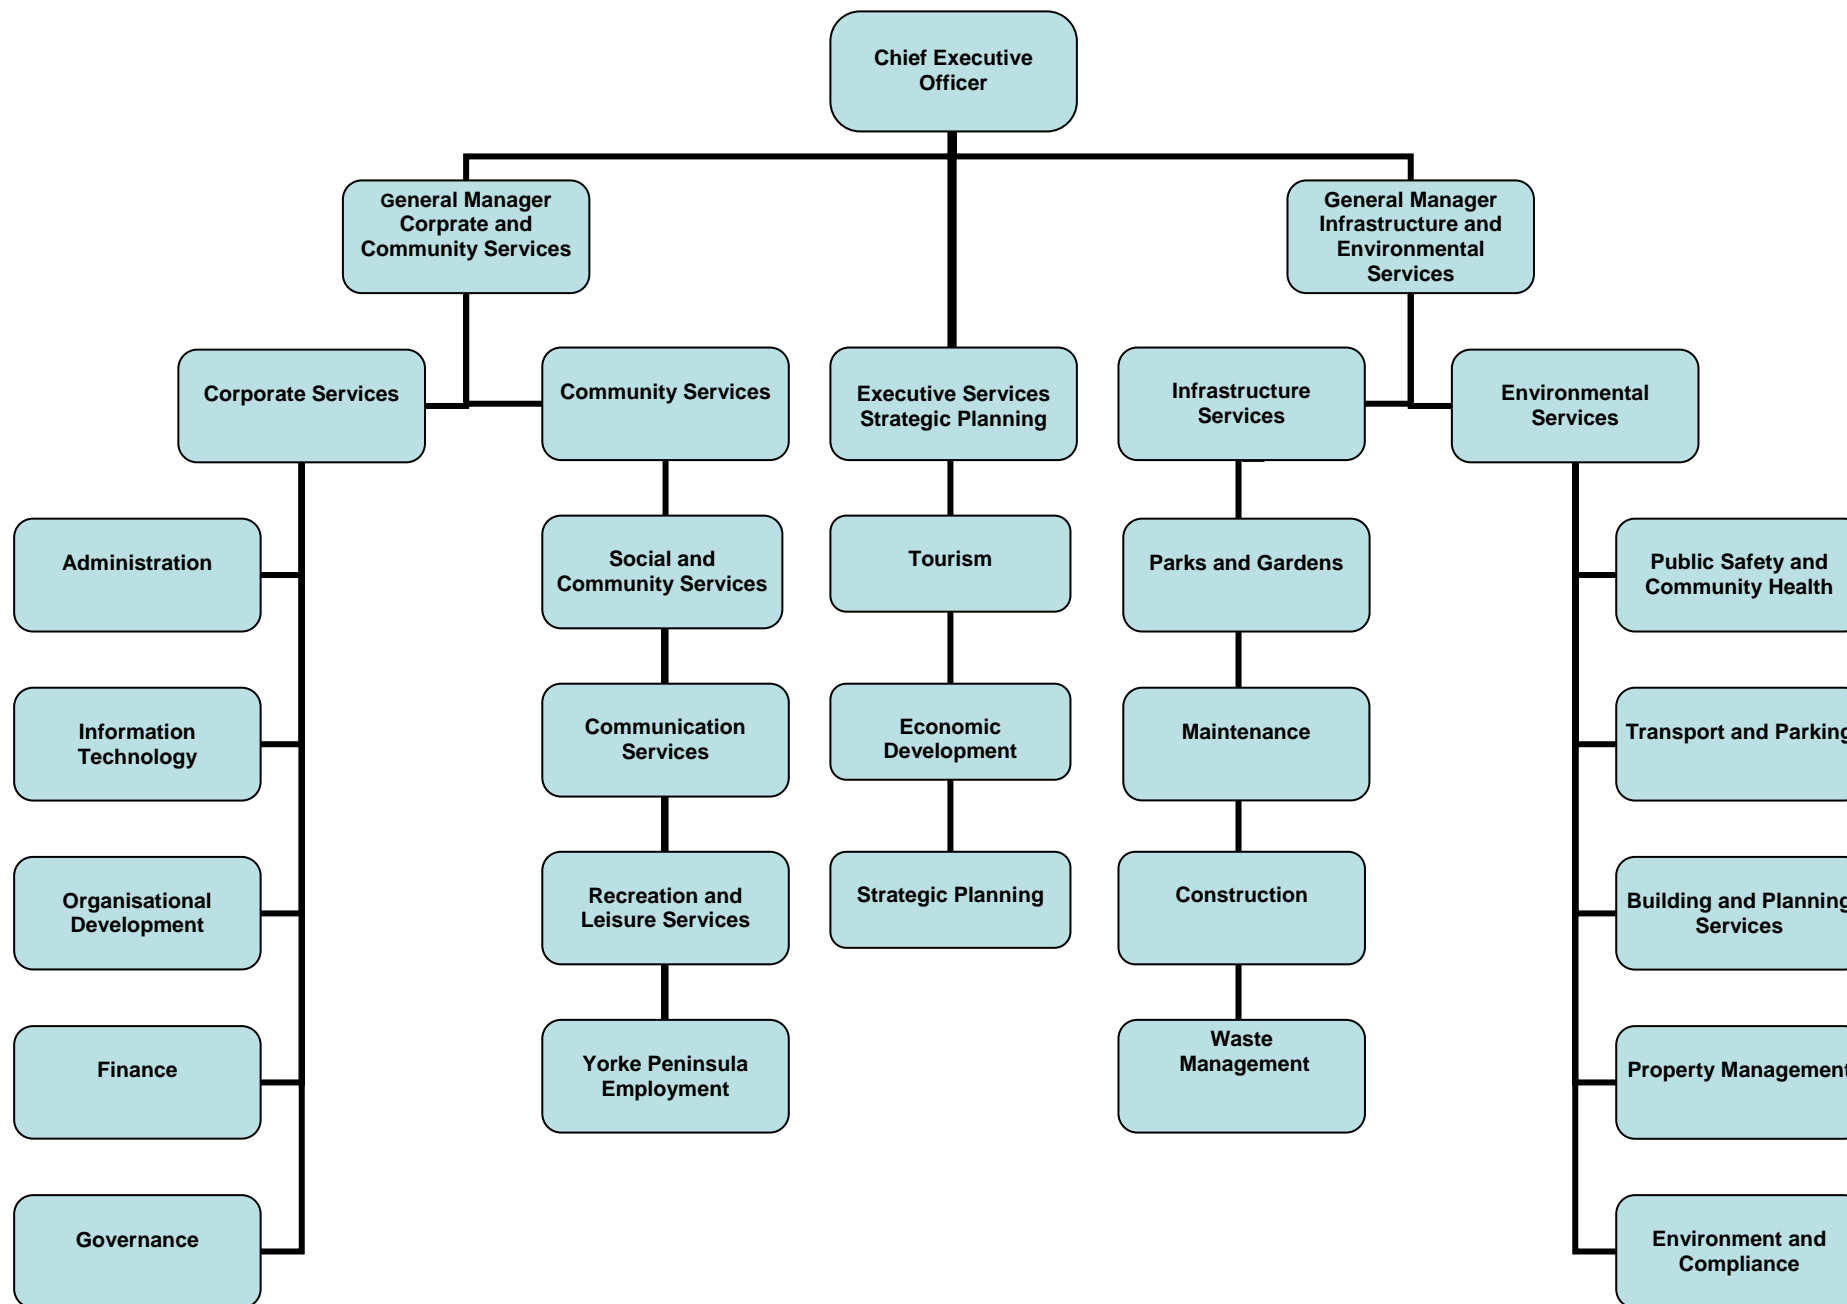 Chief Executive
Officer
General Manager
Corprate and
Community Services
General Manager
Infrastructure and
Environmental
Services
Corporate Services
Community Services
Executive Services
Strategic Planning
Infrastructure
Services
Environmental
Services
Administration
Social and
Community Services
Tourism
Parks and Gardens
Public Safety and
Community Health
Information
Technology
Communication
Services
Economic
Development
Maintenance
Transport and Parking
Organisational
Development
Recreation and
Leisure Services
Strategic Planning
Construction
Building and Planning
Services
Finance
Yorke Peninsula
Employment
Waste
Management
Property Management
Governance
Environment and
Compliance